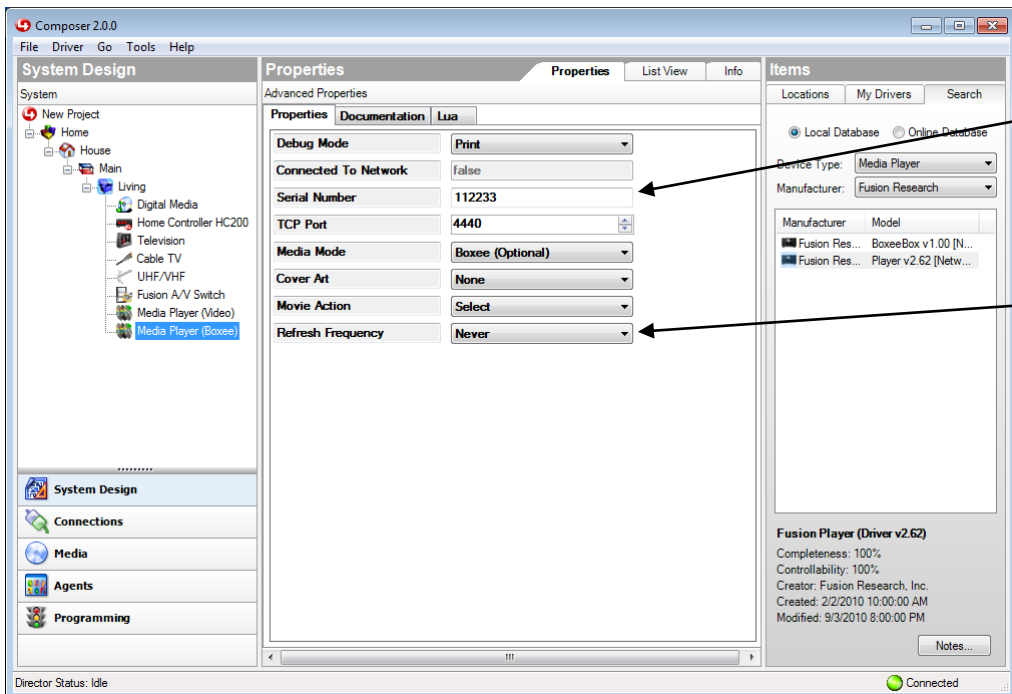 Composer 2.0.0
File Driver Go Tools Help
System Design
System
New Project
Home
House
Main
Living
Digital Media
Home Controller HC200
Television
Cable TV
UHF/VHF
Fusion A/V Switch
Media Player (Video)
Media Player (Boxee)
System Design
Connections
Media
Agents
Programming
Properties
Properties List View Info
Advanced Properties
Properties Documentation Lua
Debug Mode Print
Connected To Network false
Serial Number 112233
TCP Port 4440
Media Mode Boxee (Optional)
Cover Art None
Movie Action Select
Refresh Frequency Never
Items
Locations My Drivers Search
Local Database Online Database
Device Type: Media Player
Manufacturer: Fusion Research
Manufacturer Model
Fusion Res... BoxeeBox v1.00 [N...
Fusion Res... Player v2.62 [Netw...
Fusion Player (Driver v2.62)
Completeness: 100%
Controllability: 100%
Creator: Fusion Research, Inc.
Created: 2/2/2010 10:00:00 AM
Modified: 9/3/2010 8:00:00 PM
Notes...
Director Status: Idle
Connected